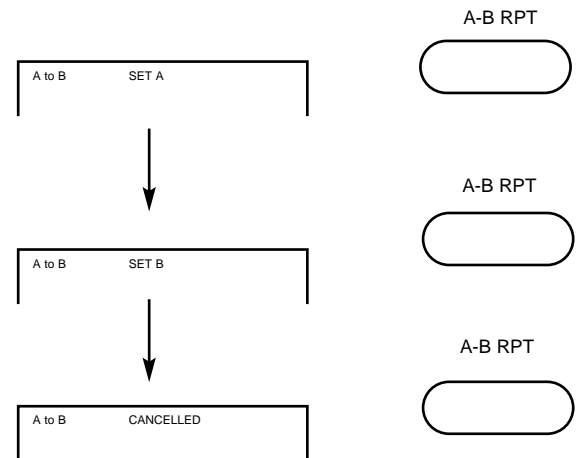 A-B RPT
A to B SET A
A-B RPT
A to B SET B
A-B RPT
A to B CANCELLED